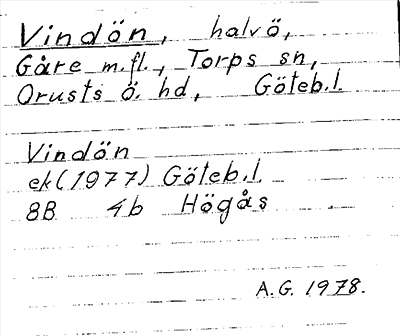 Vindön, halvö,
Gåre m.fl., Torps sn,
Orusts ö. hd, Göteb.l.
Vindön
ek (1977) Göteb.l.
8B 4b Högås
A.G. 1978.